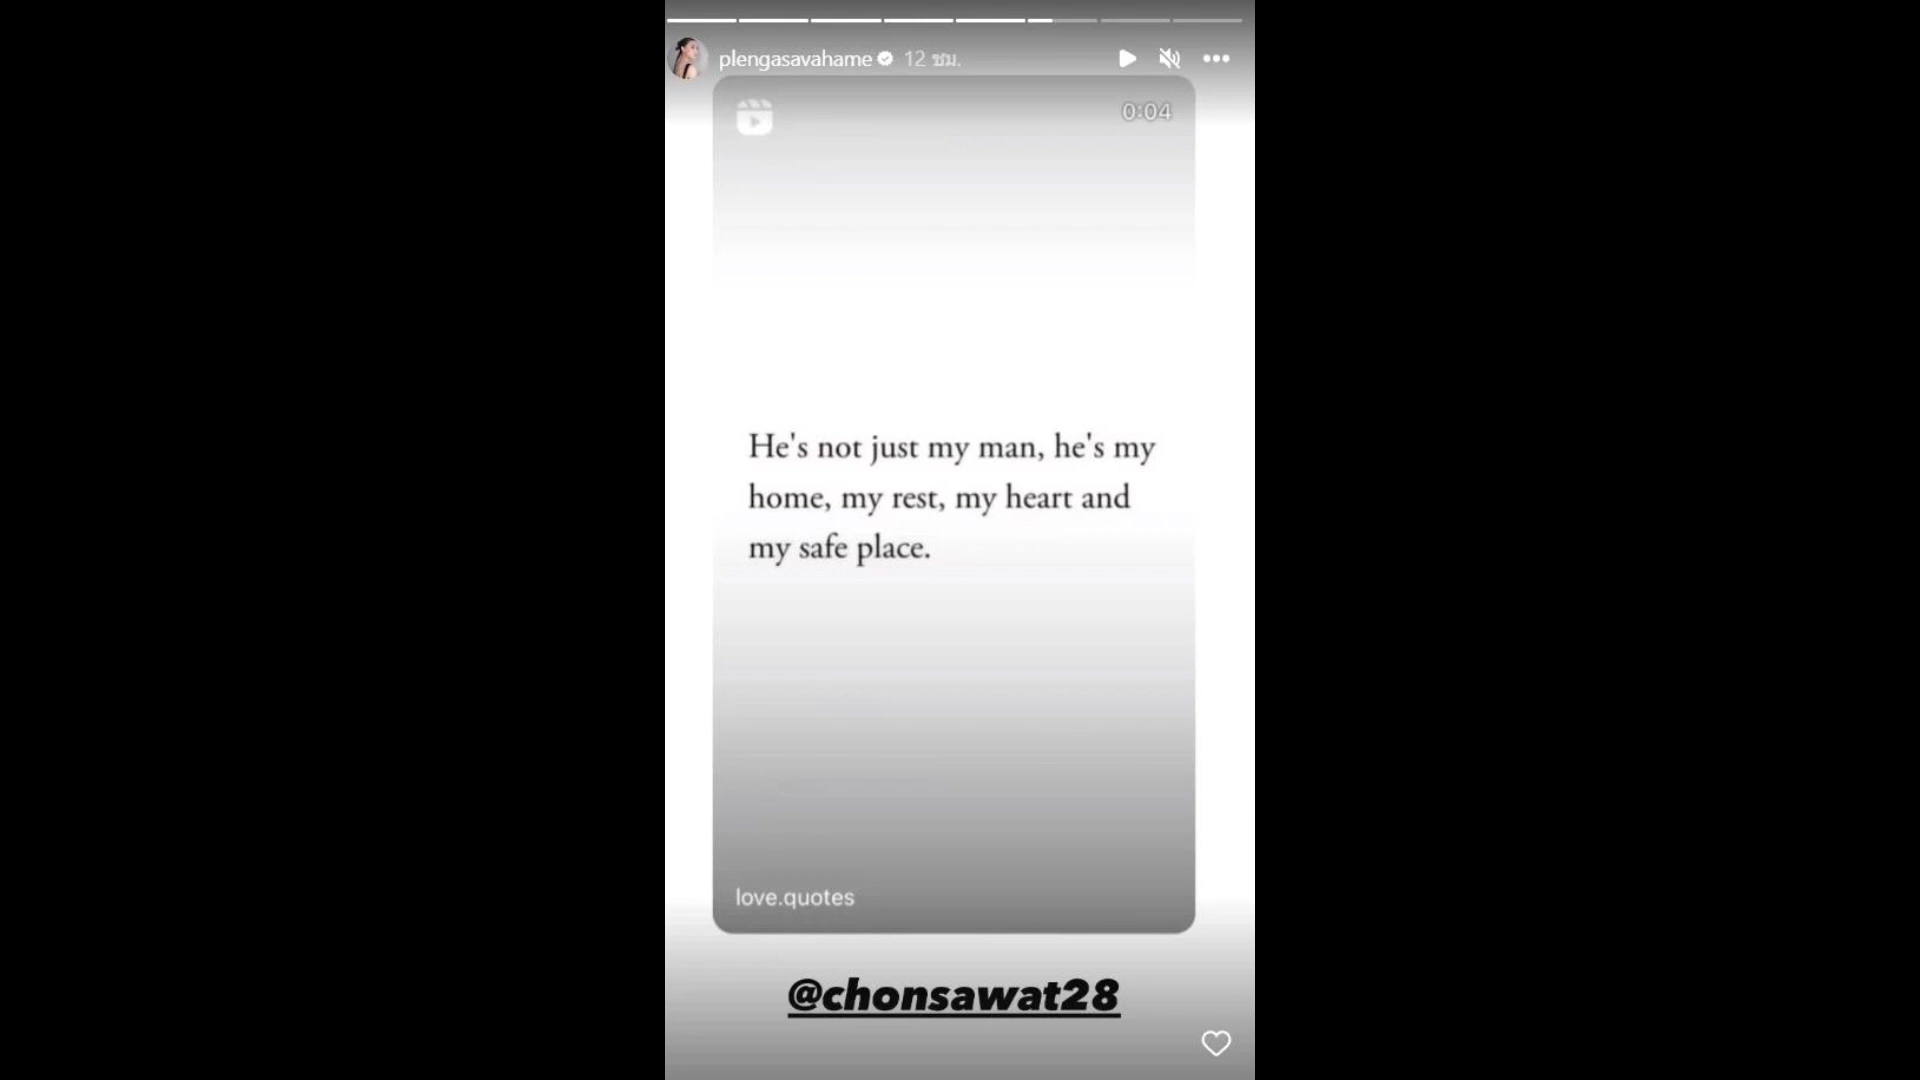 plengasavahame 12 ชม.
0:04
He's not just my man, he's my
home, my rest, my heart and
my safe place.
love.quotes
@chonsawat28